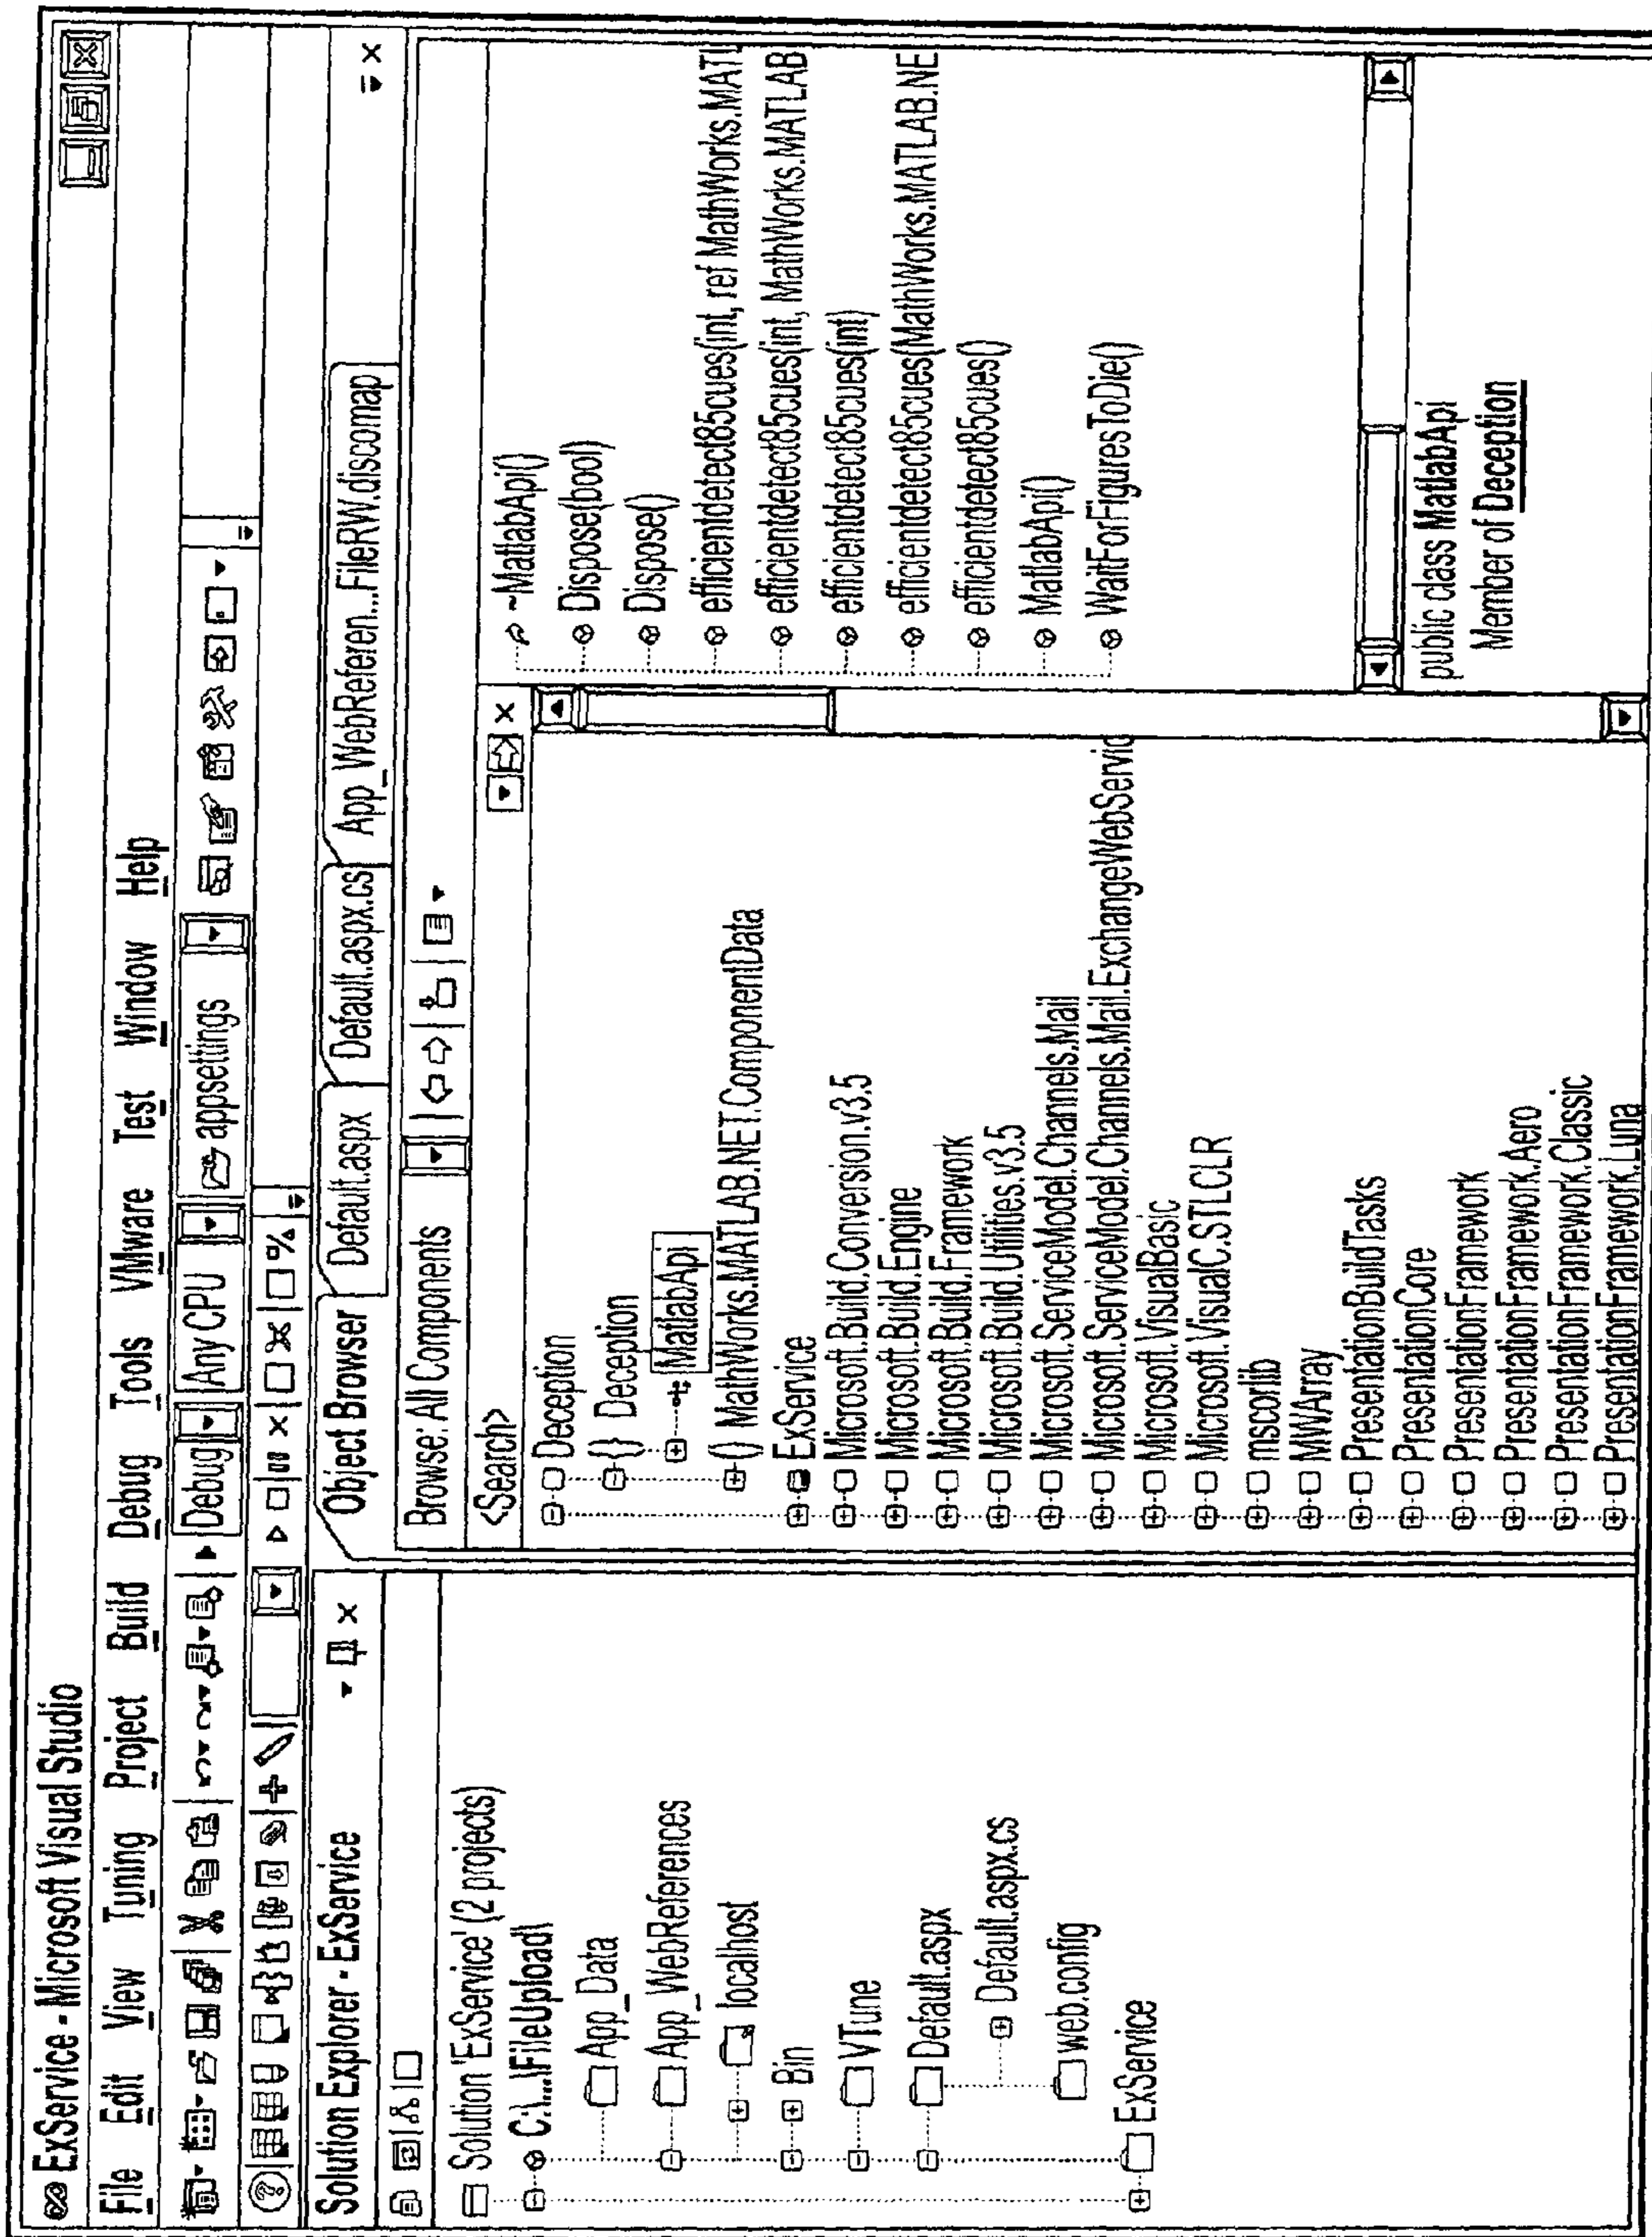 ExService - Microsoft Visual Studio
File Edit View Tuning Project Build Debug Tools VMware Test Window Help
Debug Any CPU appsettings
Solution Explorer - ExService
Solution 'ExService' (2 projects)
C:\...\FileUpload\
App_Data
App_WebReferences
localhost
Bin
VTune
Default.aspx
Default.aspx.cs
web.config
ExService
Object Browser Default.aspx Default.aspx.cs App_WebReferen...FileRW.discomap
Browse: All Components
<Search>
Deception
{} Deception
MatlabApi
() MathWorks.MATLAB.NET.ComponentData
ExService
Microsoft.Build.Conversion.v3.5
Microsoft.Build.Engine
Microsoft.Build.Framework
Microsoft.Build.Utilities.v3.5
Microsoft.ServiceModel.Channels.Mail
Microsoft.ServiceModel.Channels.Mail.ExchangeWebServic
Microsoft.VisualBasic
Microsoft.VisualC.STLCLR
mscorlib
MWArray
PresentationBuildTasks
PresentationCore
PresentationFramework
PresentationFramework.Aero
PresentationFramework.Classic
PresentationFramework.Luna
~MatlabApi()
Dispose(bool)
Dispose()
efficientdetect85cues(int, ref MathWorks.MATL
efficientdetect85cues(int, MathWorks.MATLAB
efficientdetect85cues(int)
efficientdetect85cues(MathWorks.MATLAB.NE
efficientdetect85cues()
MatlabApi()
WaitForFiguresToDie()
public class MatlabApi
Member of Deception